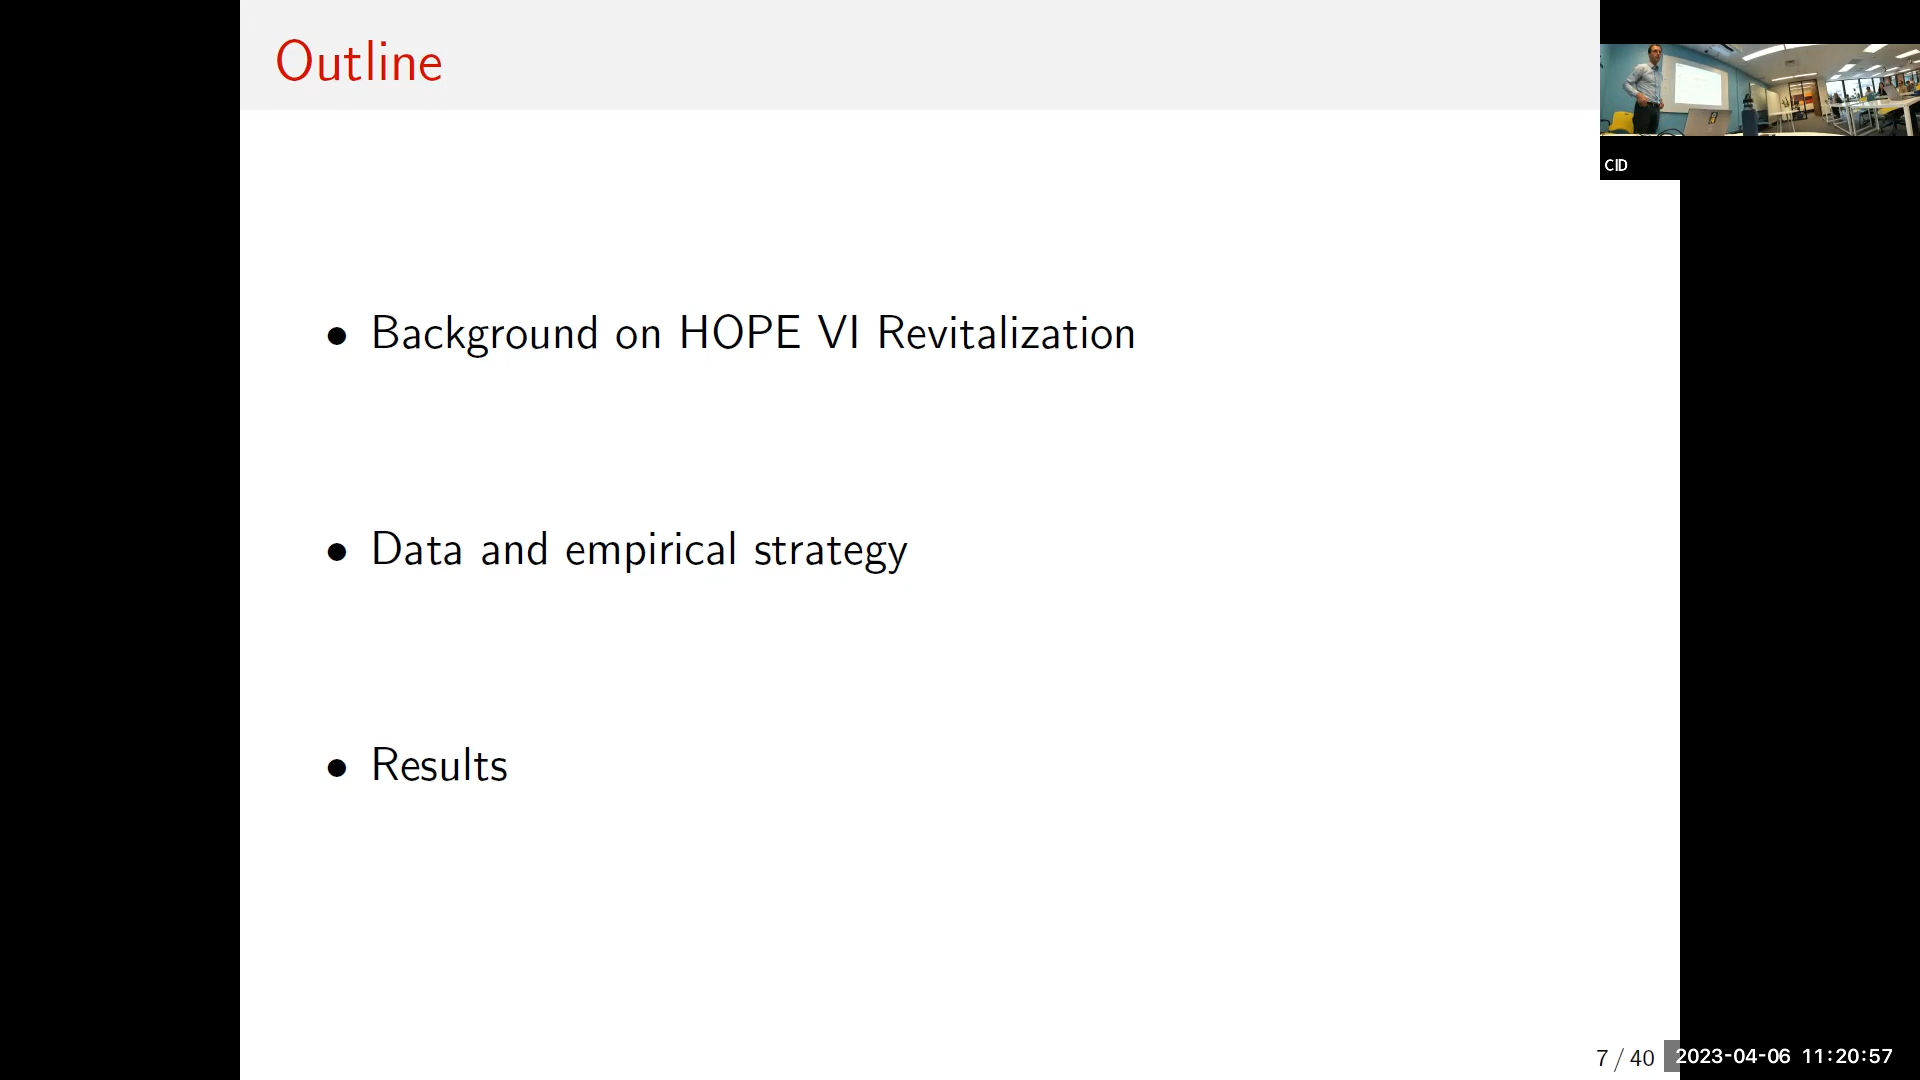 Outline
CID
• Background on HOPE VI Revitalization
• Data and empirical strategy
• Results
7 / 40
2023-04-06 11:20:57